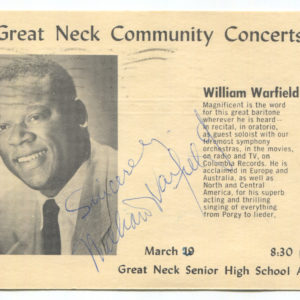 Great Neck Community Concerts
William Warfield
Magnificent is the word
for this great baritone
wherever he is heard--
in recital, in oratorio,
as guest soloist with our
foremost symphony
orchestras, in the movies,
on radio and TV, on
Columbia Records. He is
acclaimed in Europe and
Australia, as well as
North and Central
America, for his superb
acting and thrilling
singing of everything
from Porgy to lieder.
Sincerely
William Warfield
March 8:30
Great Neck Senior High School A